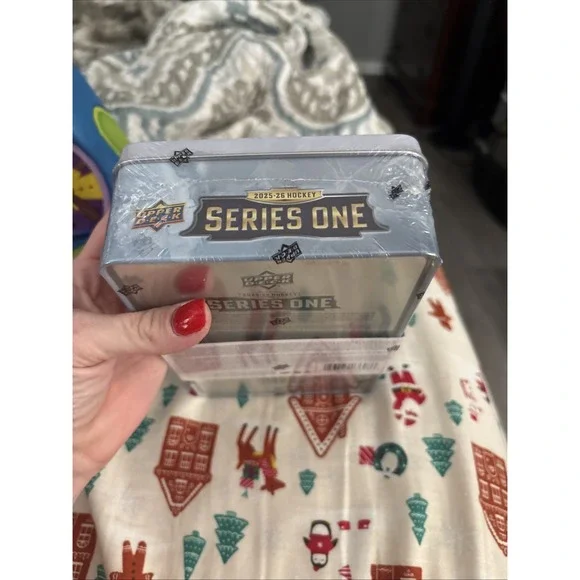 2025-26 HOCKEY
UPPER DECK
SERIES ONE
UPPER DECK
SERIES ONE